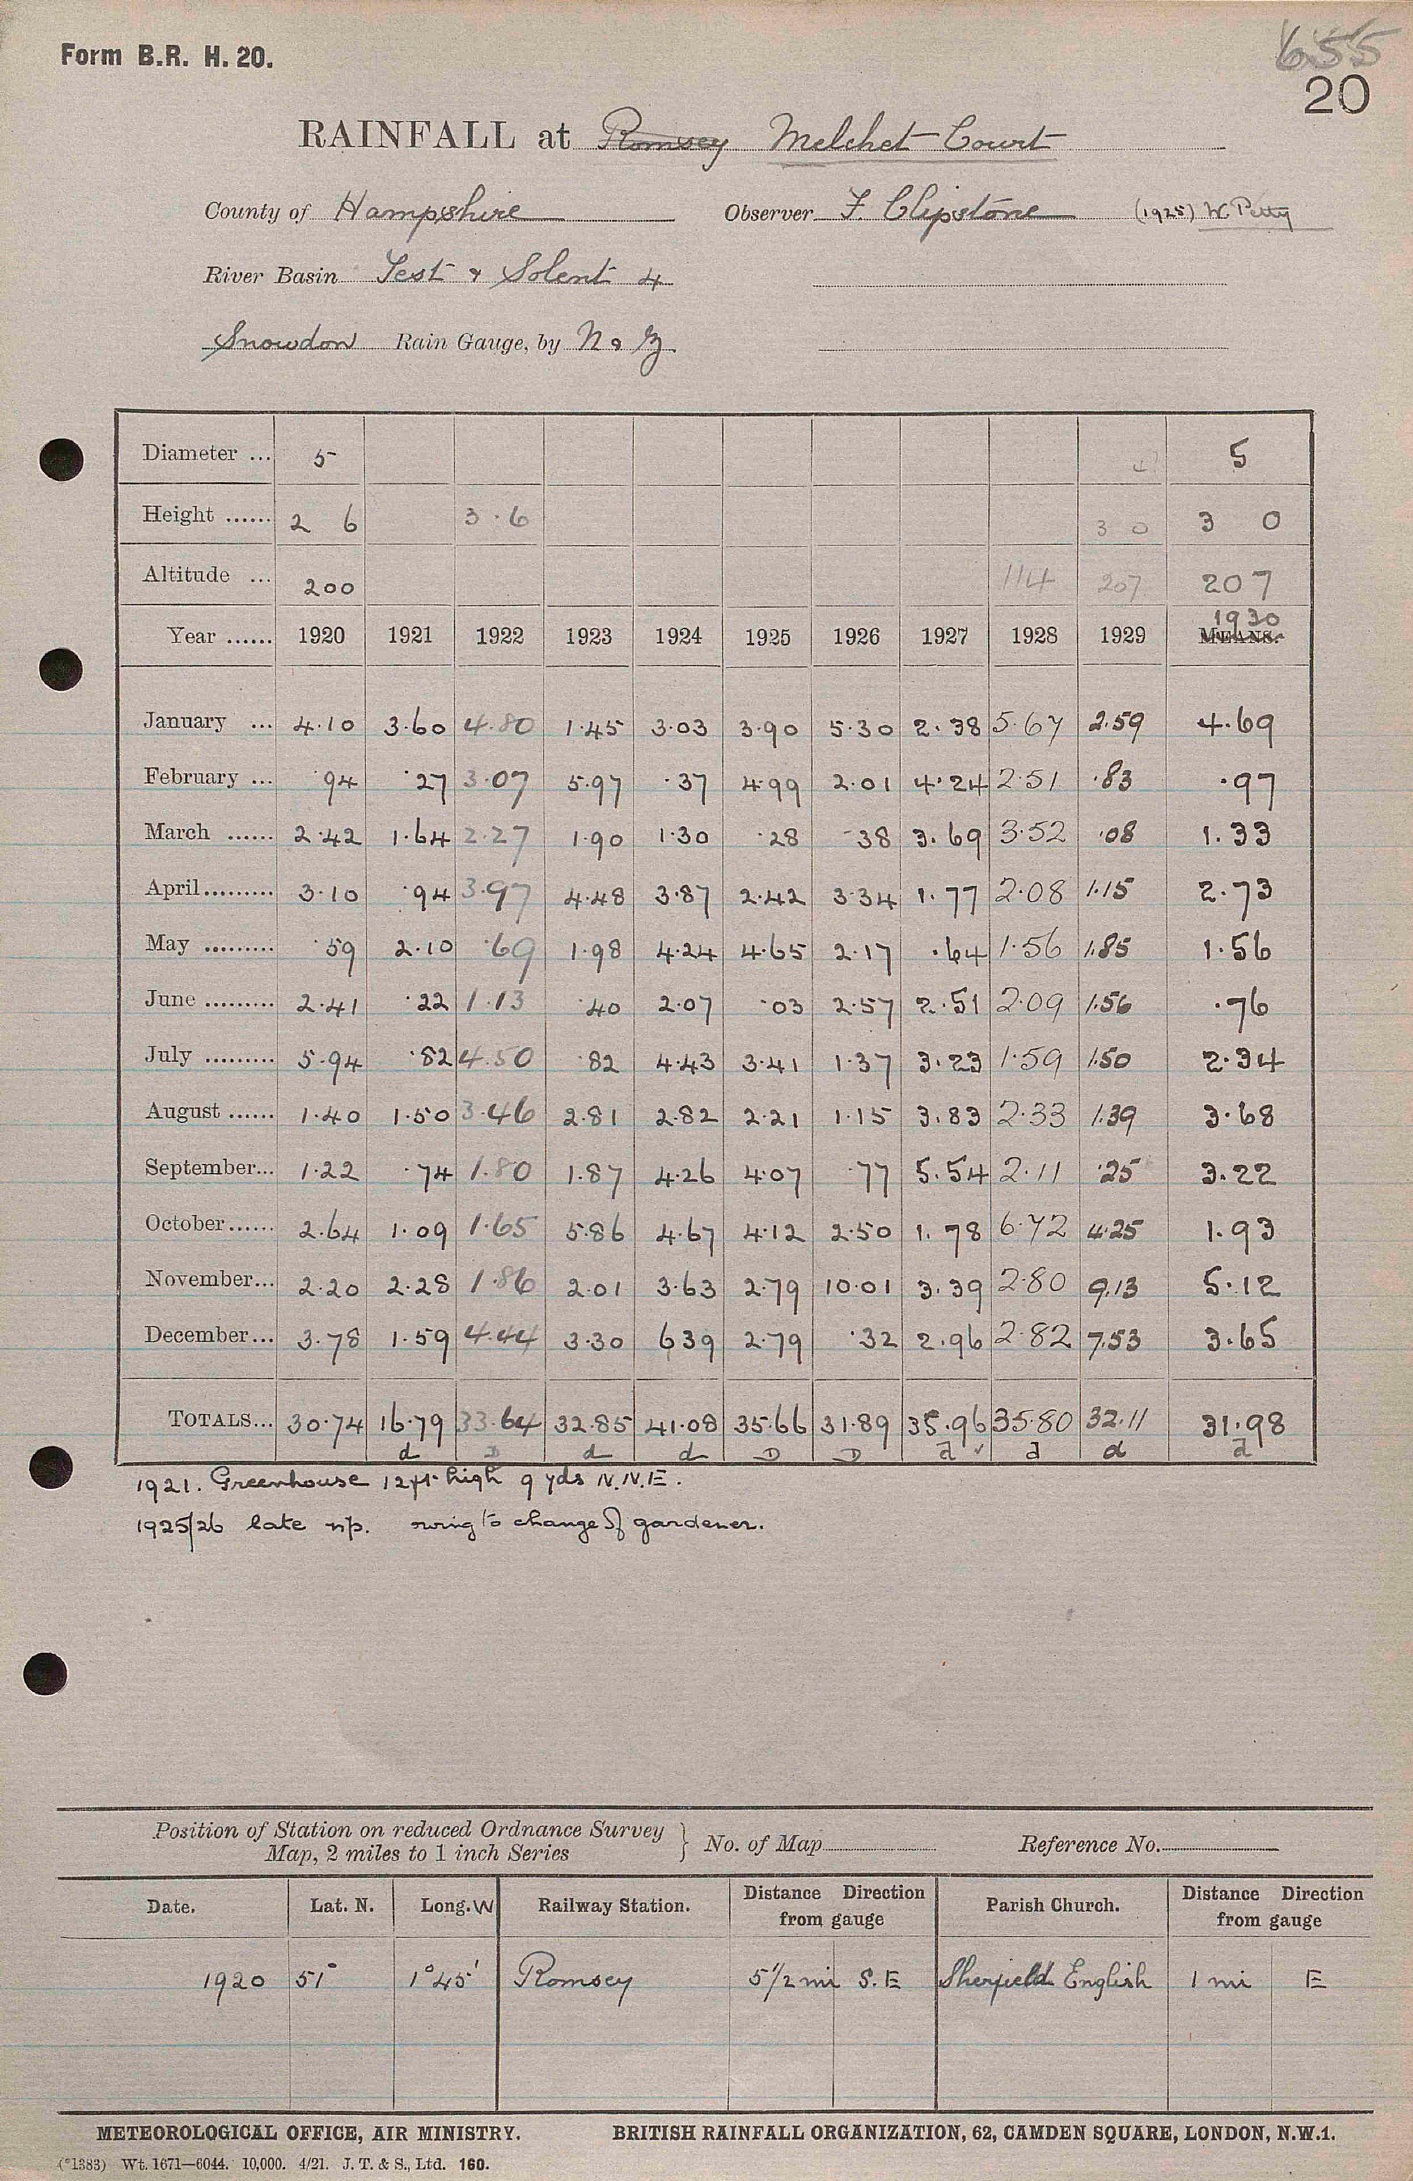 Form B.R. H. 20.
655
20
RAINFALL at Romsey Melchet Court
County of Hampshire Observer F. Clipstone (1925) W. Petty
River Basin Test & Solent 4
Snowdon Rain Gauge, by N & Z
Diameter ... 5 5
Height ...... 2 6 3·6 3 0 3 0
Altitude ... 200 114 207 207
Year ...... 1920 1921 1922 1923 1924 1925 1926 1927 1928 1929 MEANS. 1930
January ... 4·10 3·60 4·80 1·45 3·03 3·90 5·30 2·38 5·67 2·59 4·69
February ... ·94 ·27 3·07 5·97 ·37 4·99 2·01 4·24 2·51 ·83 ·97
March ...... 2·42 1·64 2·27 1·90 1·30 ·28 ·38 3·69 3·52 ·08 1·33
April......... 3·10 ·94 3·97 4·48 3·87 2·42 3·34 1·77 2·08 1·15 2·73
May ......... ·59 2·10 ·69 1·98 4·24 4·65 2·17 ·64 1·56 1·85 1·56
June ......... 2·41 ·22 1·13 ·40 2·07 ·03 2·57 2·51 2·09 1·56 ·76
July ......... 5·94 ·82 4·50 ·82 4·43 3·41 1·37 3·23 1·59 1·50 2·34
August ...... 1·40 1·50 3·46 2·81 2·82 2·21 1·15 3·83 2·33 1·39 3·68
September... 1·22 ·74 1·80 1·87 4·26 4·07 ·77 5·54 2·11 ·25 3·22
October...... 2·64 1·09 1·65 5·86 4·67 4·12 2·50 1·78 6·72 4·25 1·93
November... 2·20 2·28 1·86 2·01 3·63 2·79 10·01 3·39 2·80 9·13 5·12
December... 3·78 1·59 4·44 3·30 6 39 2·79 ·32 2·96 2·82 7·53 3·65
TOTALS... 30·74 16·79 33·64 32·85 41·08 35·66 31·89 35·96 35·80 32·11 31·98
d D d d D D d ✓ d d d
1921. Greenhouse 12ft high 9 yds N.N.E.
1925/26 late n/p. owing to change of gardener.
Position of Station on reduced Ordnance Survey
Map, 2 miles to 1 inch Series } No. of Map Reference No.
Date. Lat. N. Long. W Railway Station. Distance Direction from gauge Parish Church. Distance Direction from gauge
1920 51° 1°45' Romsey 5 1/2 mi S.E Sherfield English 1 mi E
METEOROLOGICAL OFFICE, AIR MINISTRY. BRITISH RAINFALL ORGANIZATION, 62, CAMDEN SQUARE, LONDON, N.W.1.
(*1383) Wt. 1671—6044. 10,000. 4/21. J. T. & S., Ltd. 160.